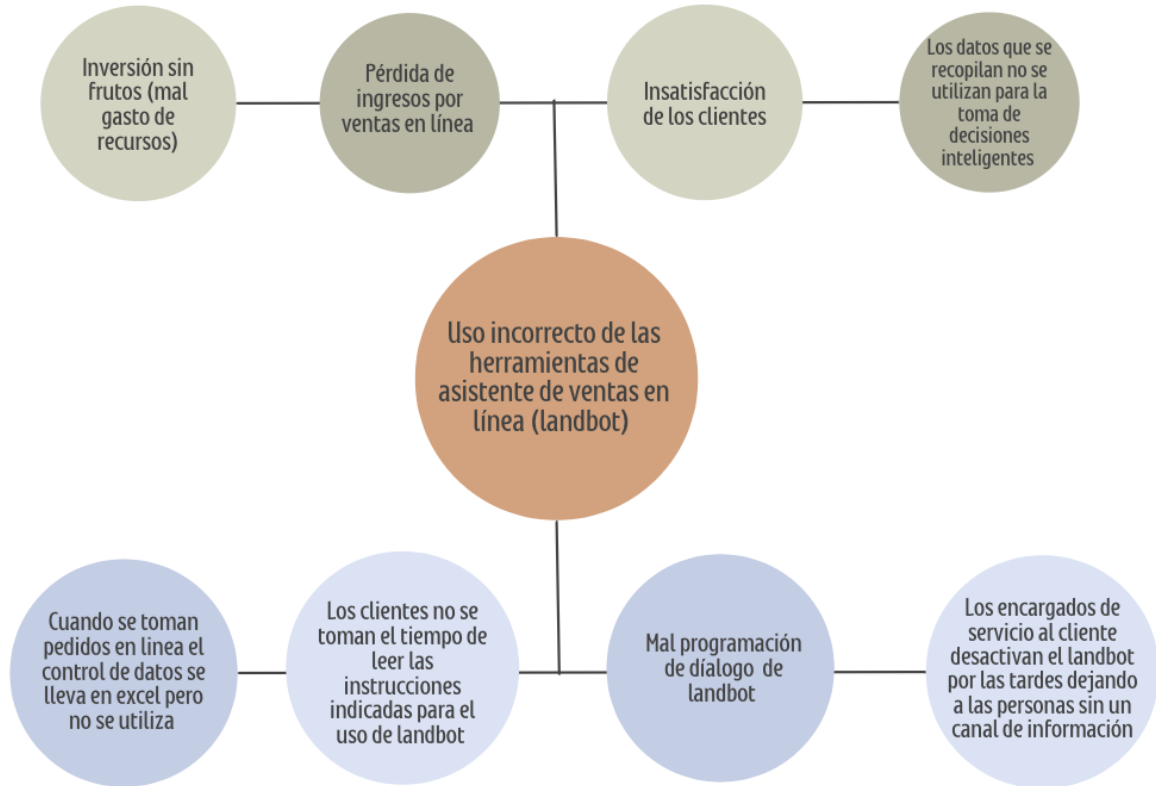 Inversión sin
frutos (mal
gasto de
recursos)
Pérdida de
ingresos por
ventas en línea
Insatisfacción
de los clientes
Los datos que se
recopilan no se
utilizan para la
toma de
decisiones
inteligentes
Uso incorrecto de las
herramientas de
asistente de ventas en
línea (landbot)
Cuando se toman
pedidos en linea el
control de datos se
lleva en excel pero
no se utiliza
Los clientes no se
toman el tiempo de
leer las
instrucciones
indicadas para el
uso de landbot
Mal programación
de díalogo de
landbot
Los encargados de
servicio al cliente
desactivan el landbot
por las tardes dejando
a las personas sin un
canal de información